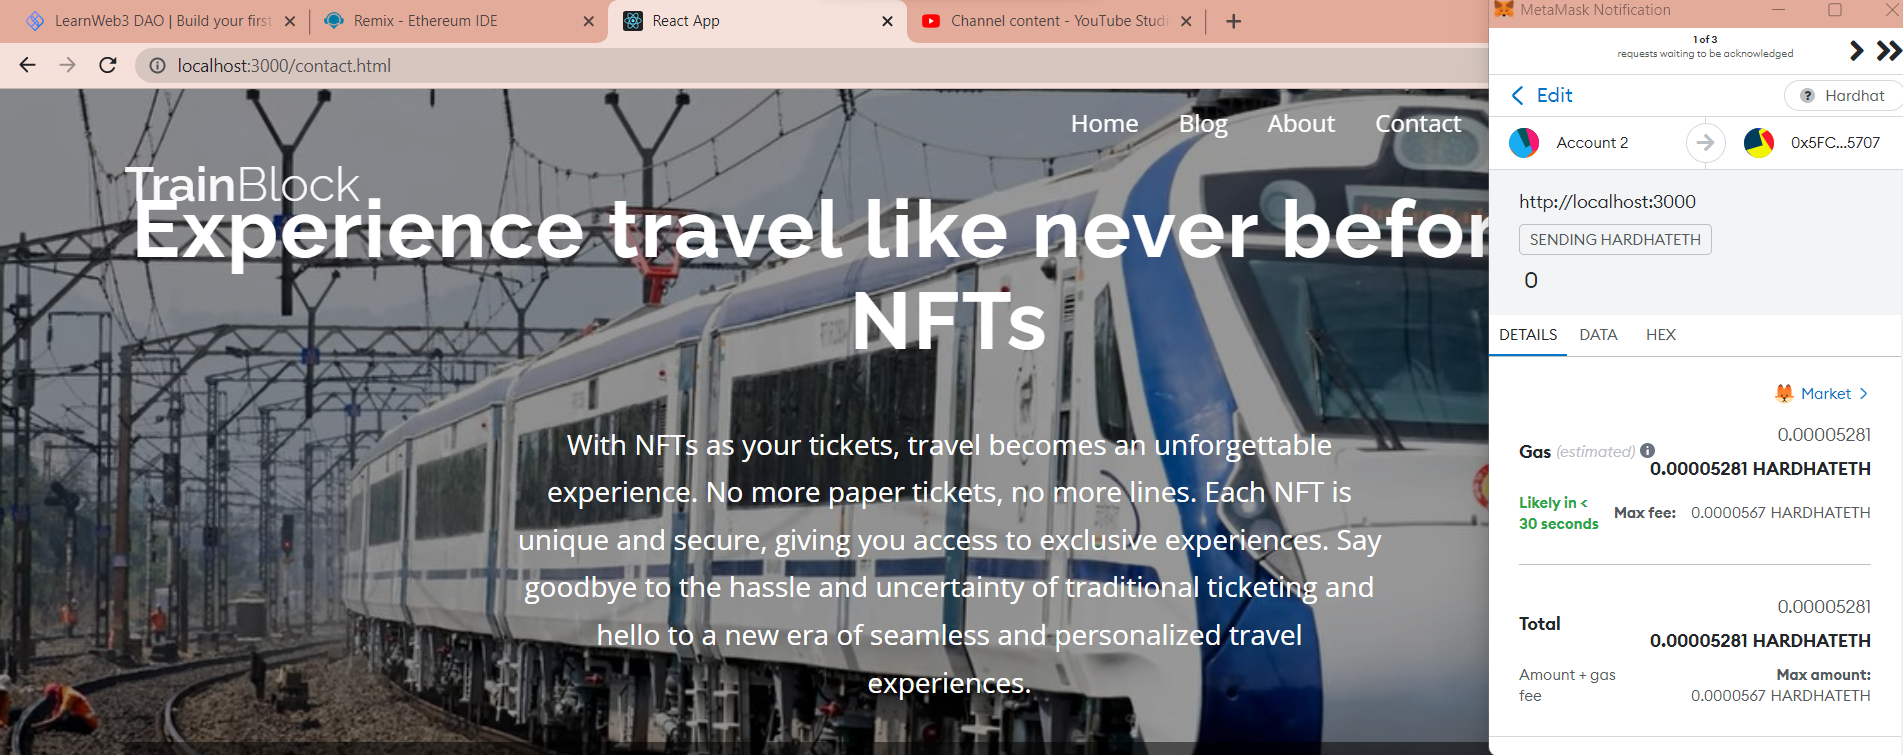 LearnWeb3 DAO | Build your first
Remix - Ethereum IDE
React App
Channel content - YouTube Studi
localhost:3000/contact.html
Home
Blog
About
Contact
TrainBlock
Experience travel like never befor
NFTs
With NFTs as your tickets, travel becomes an unforgettable
experience. No more paper tickets, no more lines. Each NFT is
unique and secure, giving you access to exclusive experiences. Say
goodbye to the hassle and uncertainty of traditional ticketing and
hello to a new era of seamless and personalized travel
experiences.
MetaMask Notification
1 of 3
requests waiting to be acknowledged
Edit
Hardhat
Account 2
0x5FC...5707
http://localhost:3000
SENDING HARDHATETH
0
DETAILS
DATA
HEX
Market
0.00005281
Gas (estimated)
0.00005281 HARDHATETH
Likely in <
30 seconds
Max fee: 0.0000567 HARDHATETH
0.00005281
Total
0.00005281 HARDHATETH
Amount + gas
fee
Max amount:
0.0000567 HARDHATETH